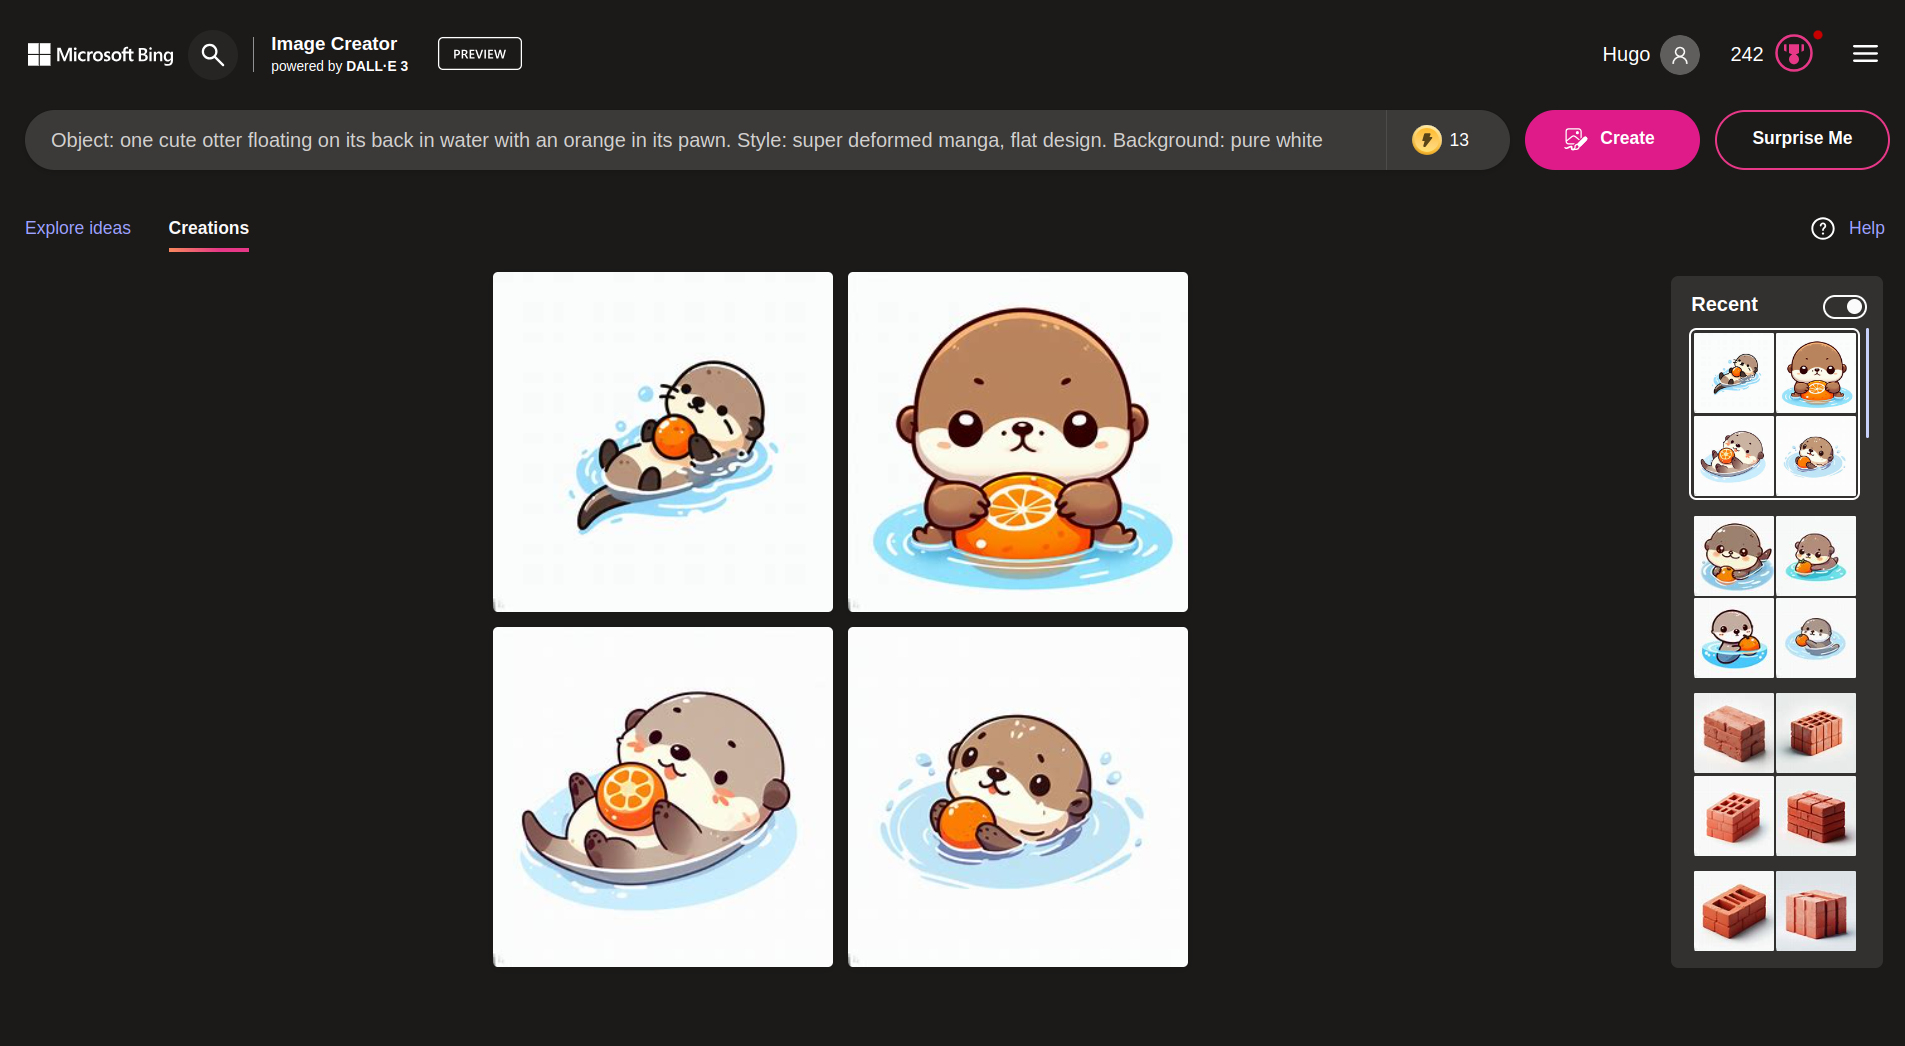 Microsoft Bing
Image Creator
powered by DALL·E 3
PREVIEW
Hugo
242
Object: one cute otter floating on its back in water with an orange in its pawn. Style: super deformed manga, flat design. Background: pure white
13
Create
Surprise Me
Explore ideas
Creations
Help
Recent